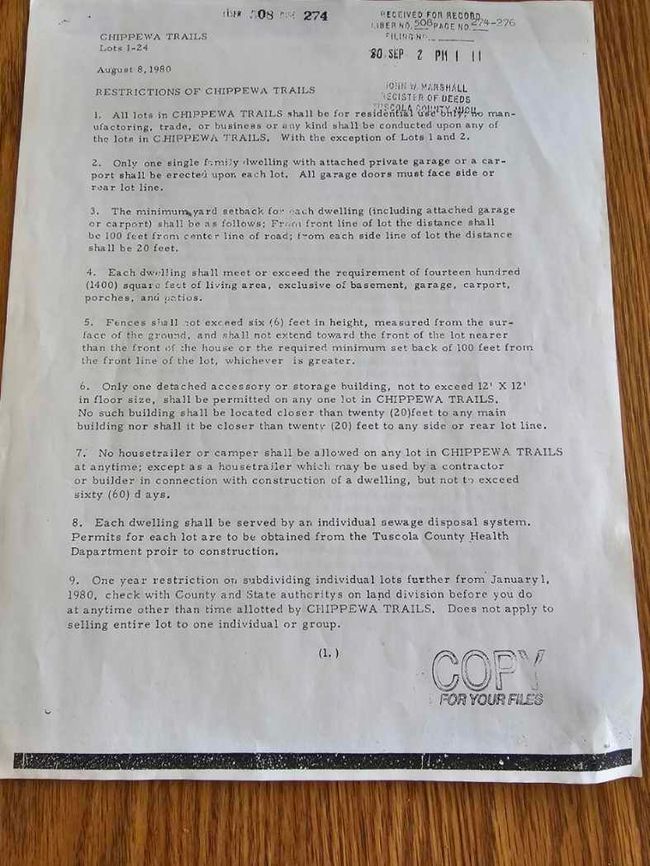 LIBER 508 PAGE 274
RECEIVED FOR RECORD
LIBER NO. 508 PAGE NO. 274-276
FILING NO.
CHIPPEWA TRAILS
Lots 1-24
80 SEP 2 PM 1 11
August 8, 1980
JOHN W. MARSHALL
REGISTER OF DEEDS
TUSCOLA COUNTY, MICH.
RESTRICTIONS OF CHIPPEWA TRAILS
1. All lots in CHIPPEWA TRAILS shall be for residential use only, no man-
ufactoring, trade, or business or any kind shall be conducted upon any of
the lots in CHIPPEWA TRAILS. With the exception of Lots 1 and 2.
2. Only one single family dwelling with attached private garage or a car-
port shall be erected upon each lot. All garage doors must face side or
rear lot line.
3. The minimum yard setback for each dwelling (including attached garage
or carport) shall be as follows; From front line of lot the distance shall
be 100 feet from center line of road; from each side line of lot the distance
shall be 20 feet.
4. Each dwelling shall meet or exceed the requirement of fourteen hundred
(1400) square feet of living area, exclusive of basement, garage, carport,
porches, and patios.
5. Fences shall not exceed six (6) feet in height, measured from the sur-
face of the ground, and shall not extend toward the front of the lot nearer
than the front of the house or the required minimum set back of 100 feet from
the front line of the lot, whichever is greater.
6. Only one detached accessory or storage building, not to exceed 12' X 12'
in floor size, shall be permitted on any one lot in CHIPPEWA TRAILS.
No such building shall be located closer than twenty (20)feet to any main
building nor shall it be closer than twenty (20) feet to any side or rear lot line.
7. No housetrailer or camper shall be allowed on any lot in CHIPPEWA TRAILS
at anytime; except as a housetrailer which may be used by a contractor
or builder in connection with construction of a dwelling, but not to exceed
sixty (60) d ays.
8. Each dwelling shall be served by an individual sewage disposal system.
Permits for each lot are to be obtained from the Tuscola County Health
Dapartment proir to construction.
9. One year restriction on subdividing individual lots further from January 1,
1980, check with County and State authoritys on land division before you do
at anytime other than time allotted by CHIPPEWA TRAILS. Does not apply to
selling entire lot to one individual or group.
(1.)
COPY
FOR YOUR FILES